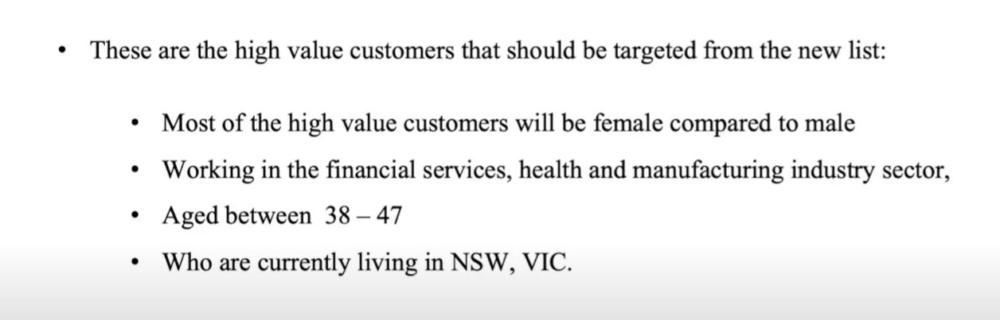 • These are the high value customers that should be targeted from the new list:
• Most of the high value customers will be female compared to male
• Working in the financial services, health and manufacturing industry sector,
• Aged between  38 – 47
• Who are currently living in NSW, VIC.